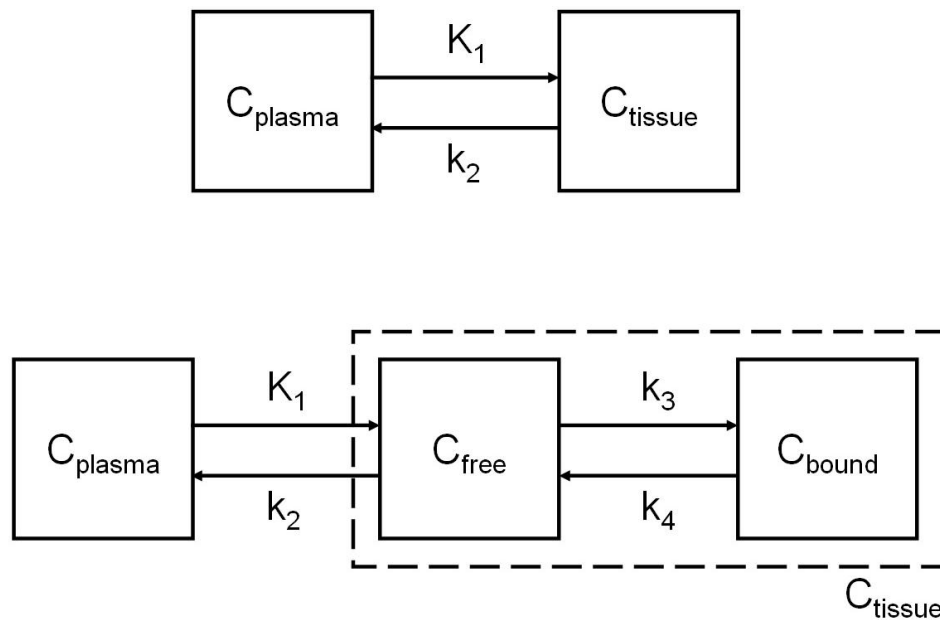 K1
Cplasma Ctissue
k2
K1 k3
Cplasma Cfree Cbound
k2 k4
Ctissue